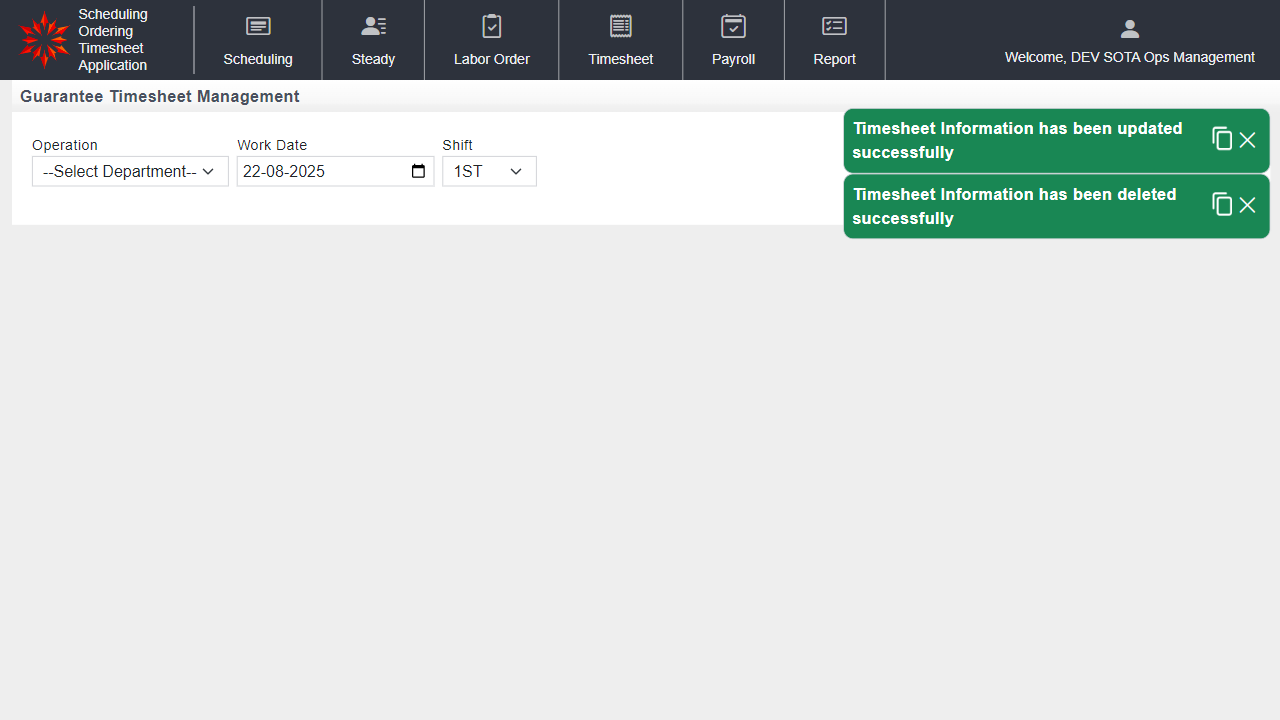 Scheduling
Ordering
Timesheet
Application
Scheduling
Steady
Labor Order
Timesheet
Payroll
Report
Welcome, DEV SOTA Ops Management
Guarantee Timesheet Management
Timesheet Information has been updated
successfully
Timesheet Information has been deleted
successfully
Operation
Work Date
Shift
--Select Department--
22-08-2025
1ST